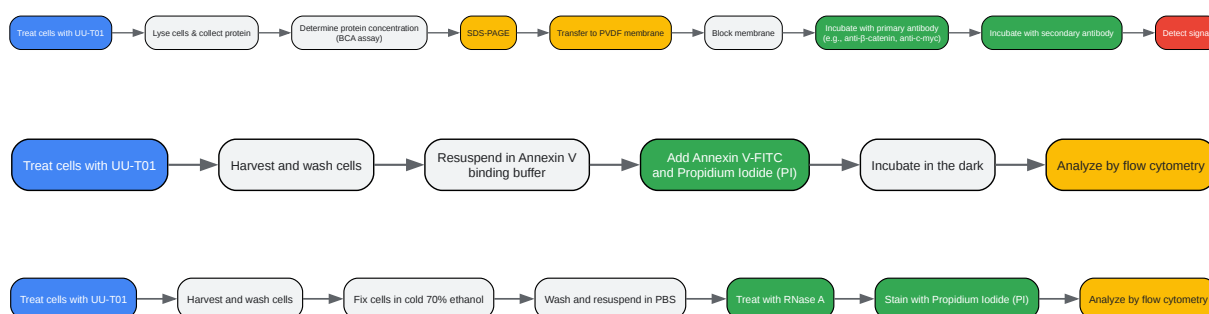 Treat cells with UU-T01
Lyse cells & collect protein
Determine protein concentration
(BCA assay)
SDS-PAGE
Transfer to PVDF membrane
Block membrane
Incubate with primary antibody
(e.g., anti-β-catenin, anti-c-myc)
Incubate with secondary antibody
Detect signa
Treat cells with UU-T01
Harvest and wash cells
Resuspend in Annexin V
binding buffer
Add Annexin V-FITC
and Propidium Iodide (PI)
Incubate in the dark
Analyze by flow cytometry
Treat cells with UU-T01
Harvest and wash cells
Fix cells in cold 70% ethanol
Wash and resuspend in PBS
Treat with RNase A
Stain with Propidium Iodide (PI)
Analyze by flow cytometry